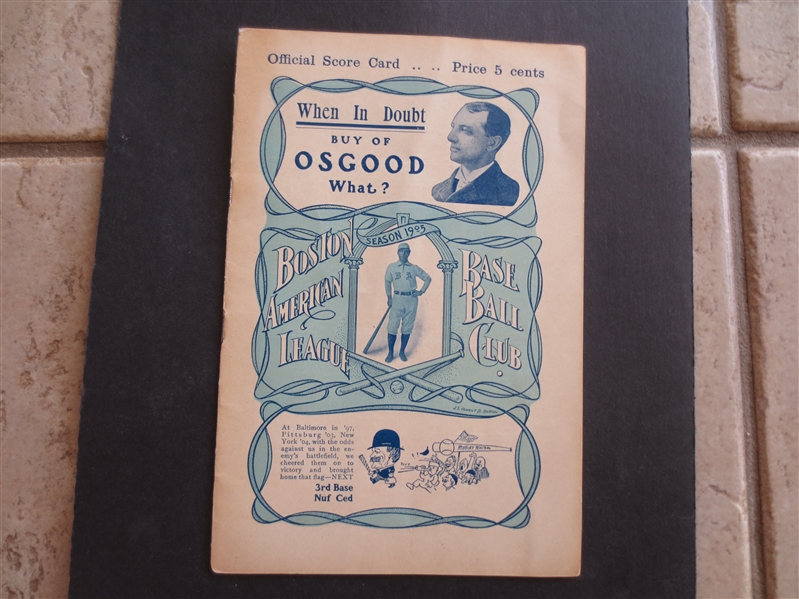 Official Score Card .. .. Price 5 cents
When In Doubt
BUY OF
OSGOOD
What?
SEASON 1905
BOSTON
AMERICAN
LEAGUE
BASE
BALL
CLUB.
B A
At Baltimore in '97,
Pittsburg '03, New
York '04, with the odds
against us in the en-
emy's battlefield, we
cheered them on to
victory and brought
home that flag—NEXT
3rd Base
Nuf Ced